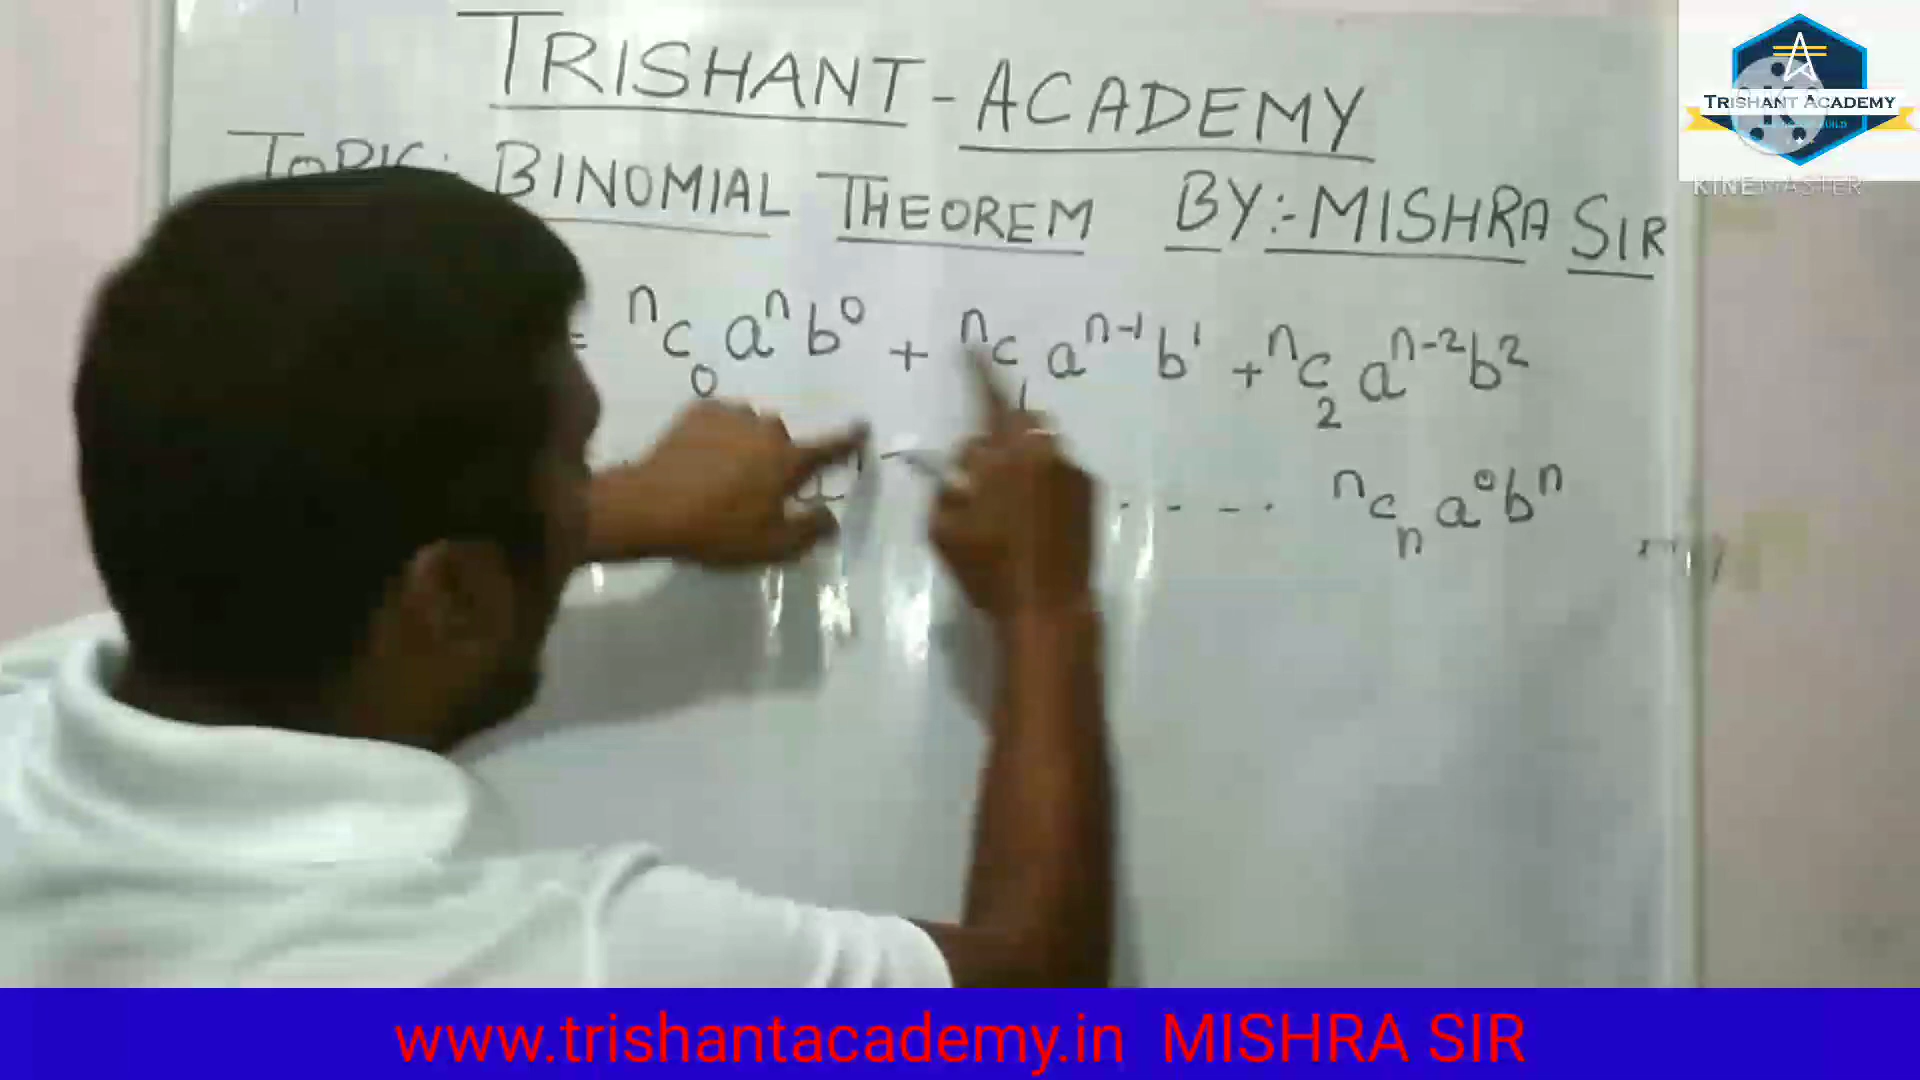 TRISHANT - ACADEMY
TOPIC: BINOMIAL THEOREM BY:- MISHRA SIR
= ⁿC₀ aⁿ b⁰ + ⁿC₁ aⁿ⁻¹ b¹ + ⁿC₂ aⁿ⁻² b²
- - - - ⁿCₙ a⁰ bⁿ
TRISHANT ACADEMY
KINEMASTER
www.trishantacademy.in MISHRA SIR